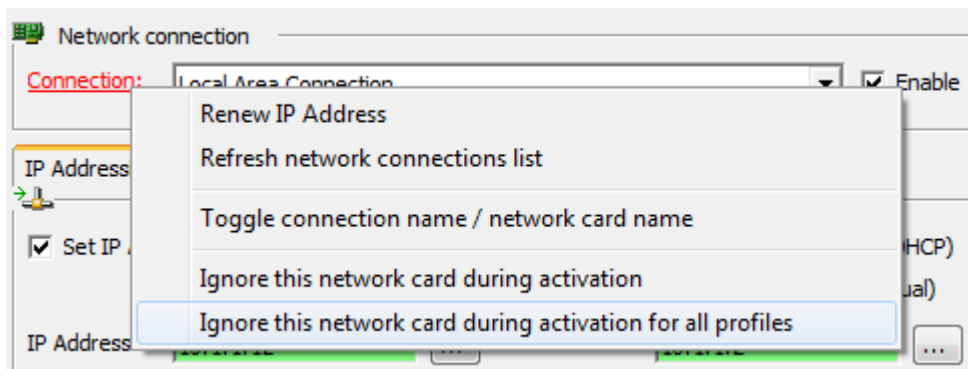 Network connection
Connection: Local Area Connection Enable
Renew IP Address
Refresh network connections list
IP Address
Toggle connection name / network card name
Set IP HCP)
Ignore this network card during activation
ual)
Ignore this network card during activation for all profiles
IP Address ... ...